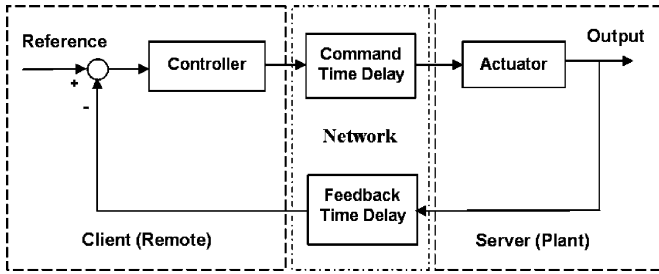 Reference
Controller
Command
Time Delay
Actuator
Output
+
-
Network
Feedback
Time Delay
Client (Remote)
Server (Plant)